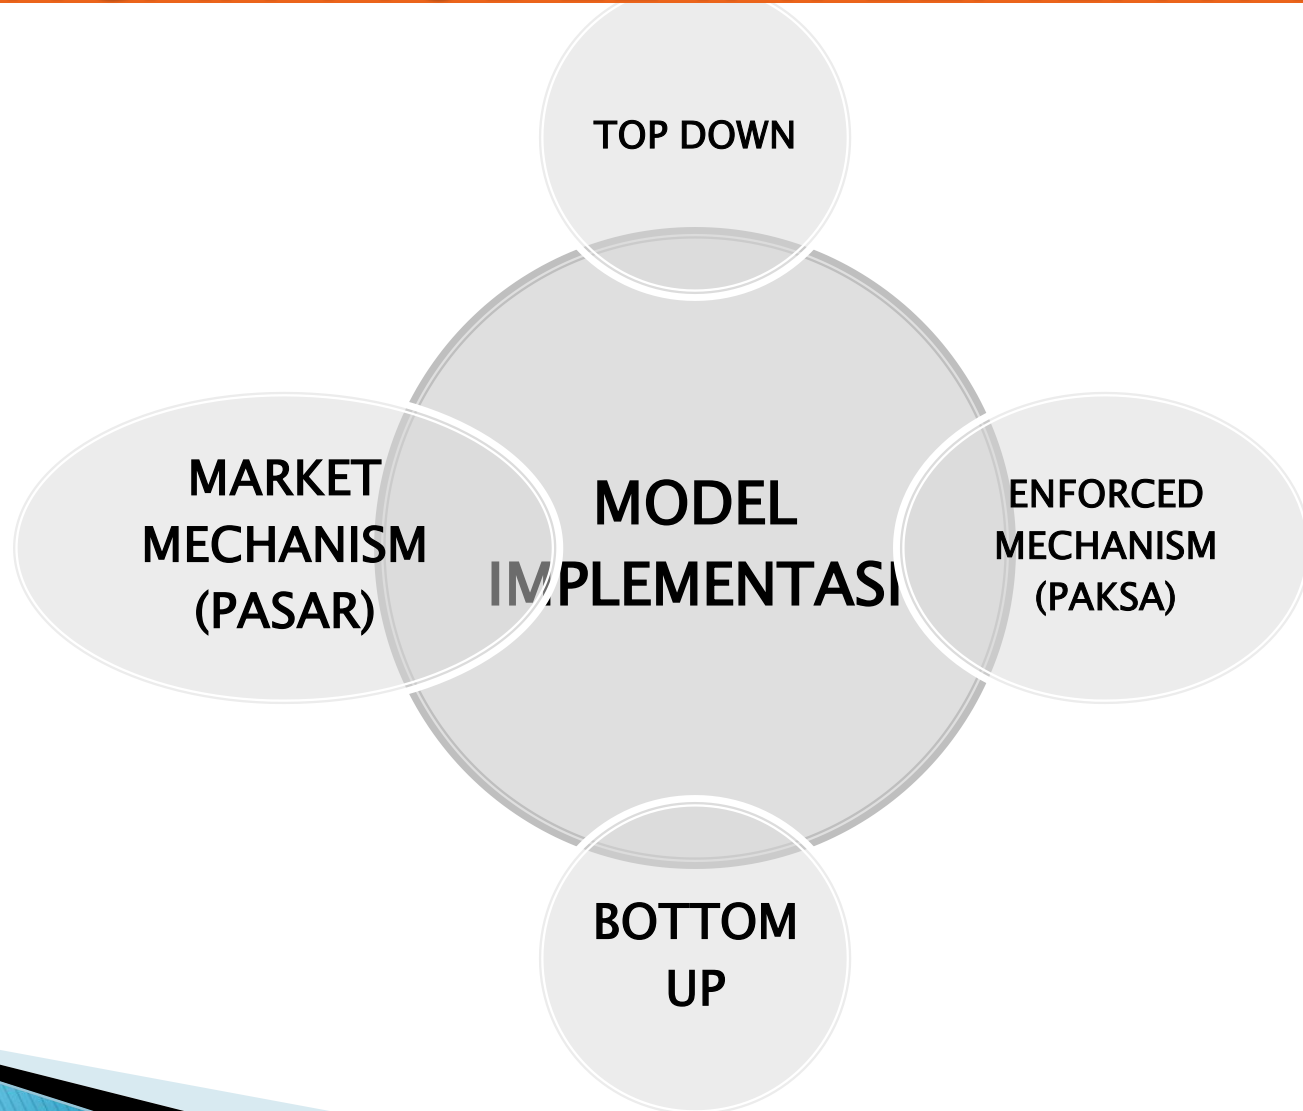 TOP DOWN
MARKET
MECHANISM
(PASAR)
MODEL
IMPLEMENTASI
ENFORCED
MECHANISM
(PAKSA)
BOTTOM
UP